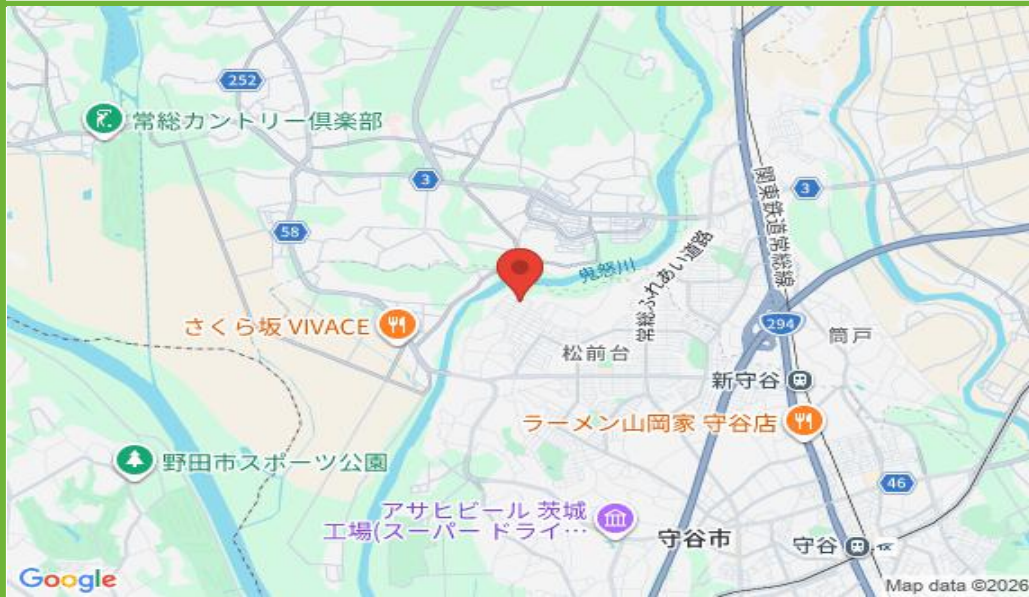 252
常総カントリー倶楽部
3
3
関東鉄道常総線
58
鬼怒川
常総ふれあい道路
さくら坂 VIVACE
294
筒戸
松前台
新守谷
ラーメン山岡家 守谷店
野田市スポーツ公園
46
アサヒビール 茨城
工場(スーパー ドライ…
守谷市
守谷
Google
Map data ©2026